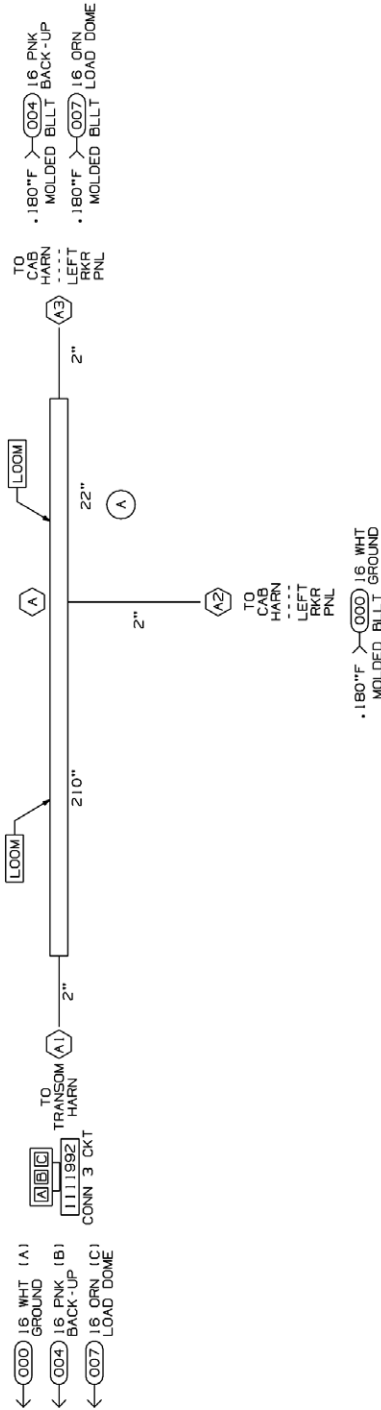 000 16 WHT (A)
GROUND
004 16 PNK (B)
BACK-UP
007 16 ORN (C)
LOAD DOME
A B C
1111992
CONN 3 CKT
TO
TRANSOM
HARN
A1
2"
LOOM
210"
A
2"
A2
TO
CAB
HARN
----
LEFT
RKR
PNL
.180"F 000 16 WHT
MOLDED BLLT GROUND
LOOM
22"
A
2"
A3
TO
CAB
HARN
----
LEFT
RKR
PNL
.180"F 004 16 PNK
MOLDED BLLT BACK-UP
.180"F 007 16 ORN
MOLDED BLLT LOAD DOME